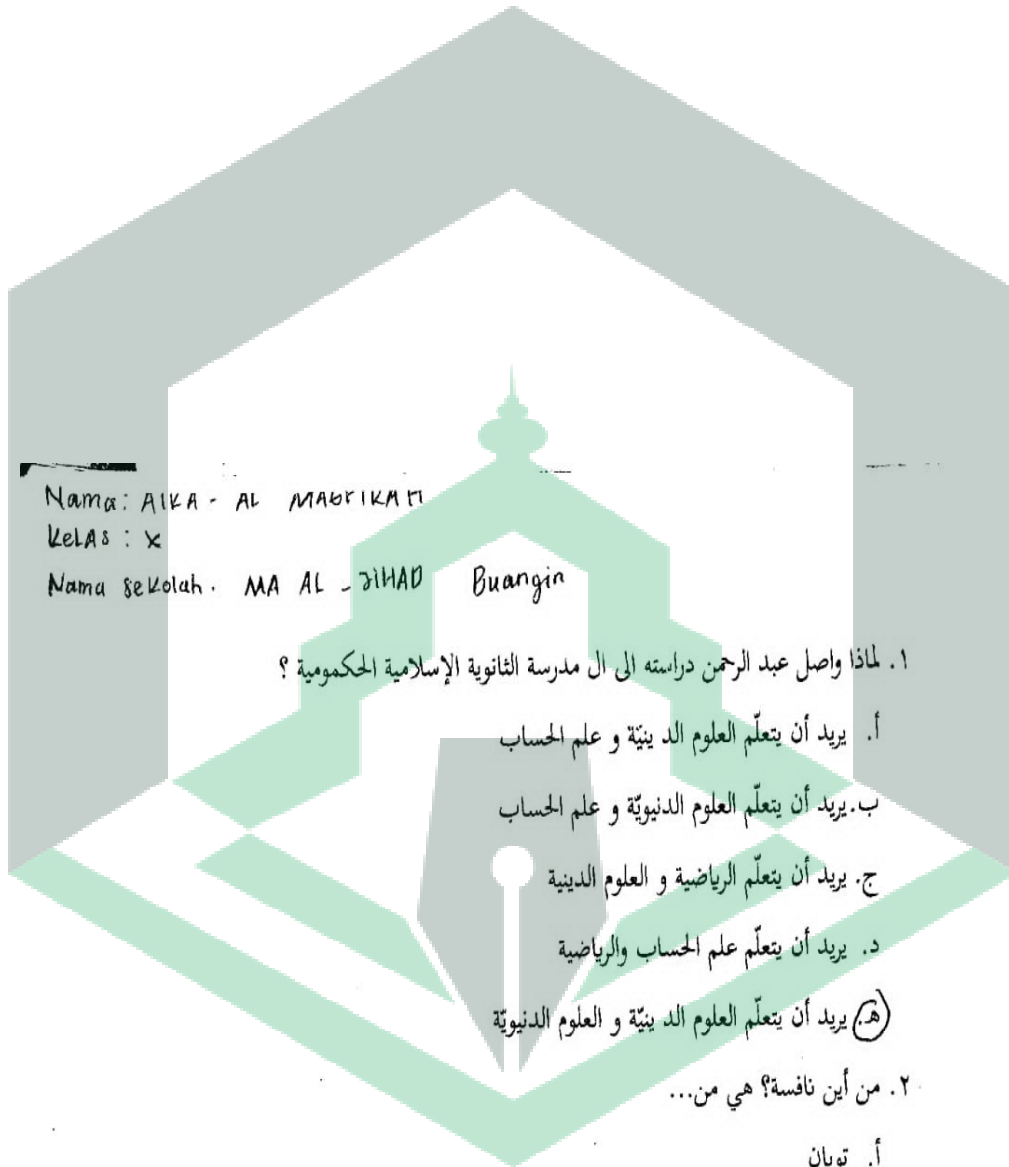 Nama: AIKA - AL MAGFIKAH
KelAs : X
Nama sekolah. MA AL - JIHAD Buangin
١. لماذا واصل عبد الرحمن دراسته الى ال مدرسة الثانوية الإسلامية الحكمومية ؟
أ. يريد أن يتعلّم العلوم الد ينيّة و علم الحساب
ب. يريد أن يتعلّم العلوم الدنيويّة و علم الحساب
ج. يريد أن يتعلّم الرياضية و العلوم الدينية
د. يريد أن يتعلّم علم الحساب والرياضية
هـ. يريد أن يتعلّم العلوم الد ينيّة و العلوم الدنيويّة
٢. من أين نافسة؟ هي من...
أ. توبان